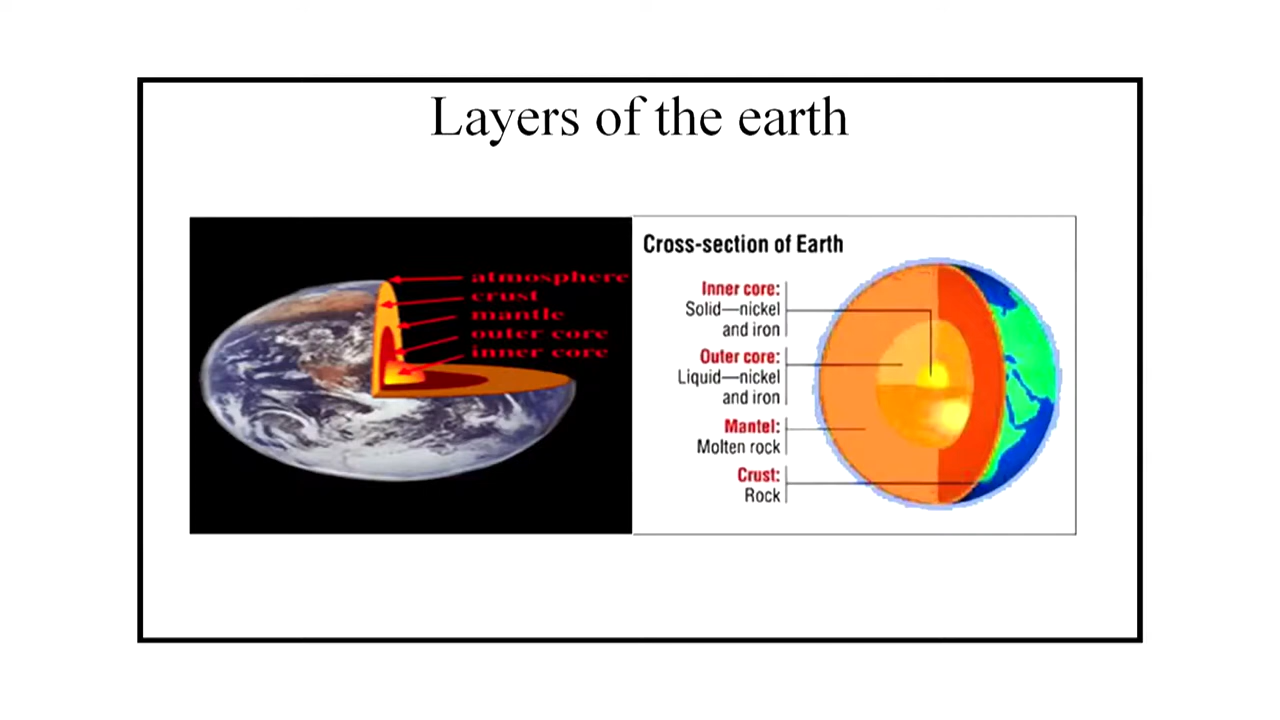 Layers of the earth
atmosphere
crust
mantle
outer core
inner core
Cross-section of Earth
Inner core:
Solid—nickel
and iron
Outer core:
Liquid—nickel
and iron
Mantel:
Molten rock
Crust:
Rock